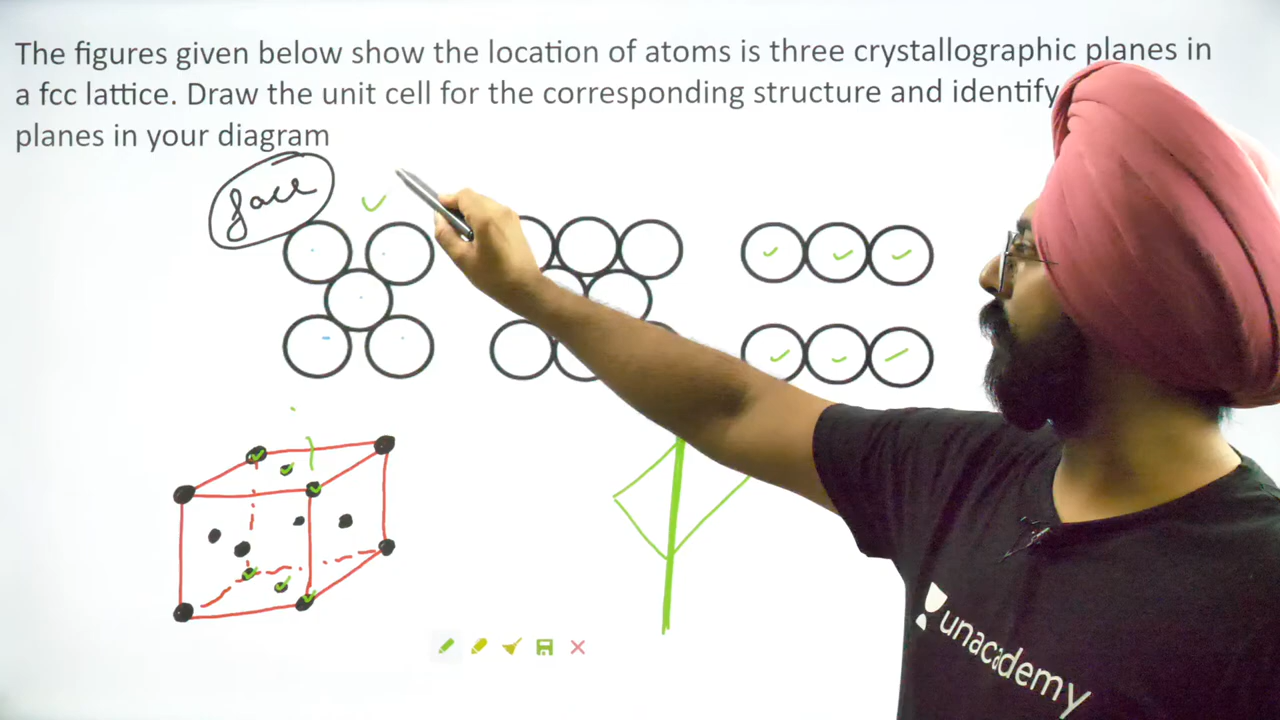 The figures given below show the location of atoms is three crystallographic planes in
a fcc lattice. Draw the unit cell for the corresponding structure and identify
planes in your diagram
face
unacademy